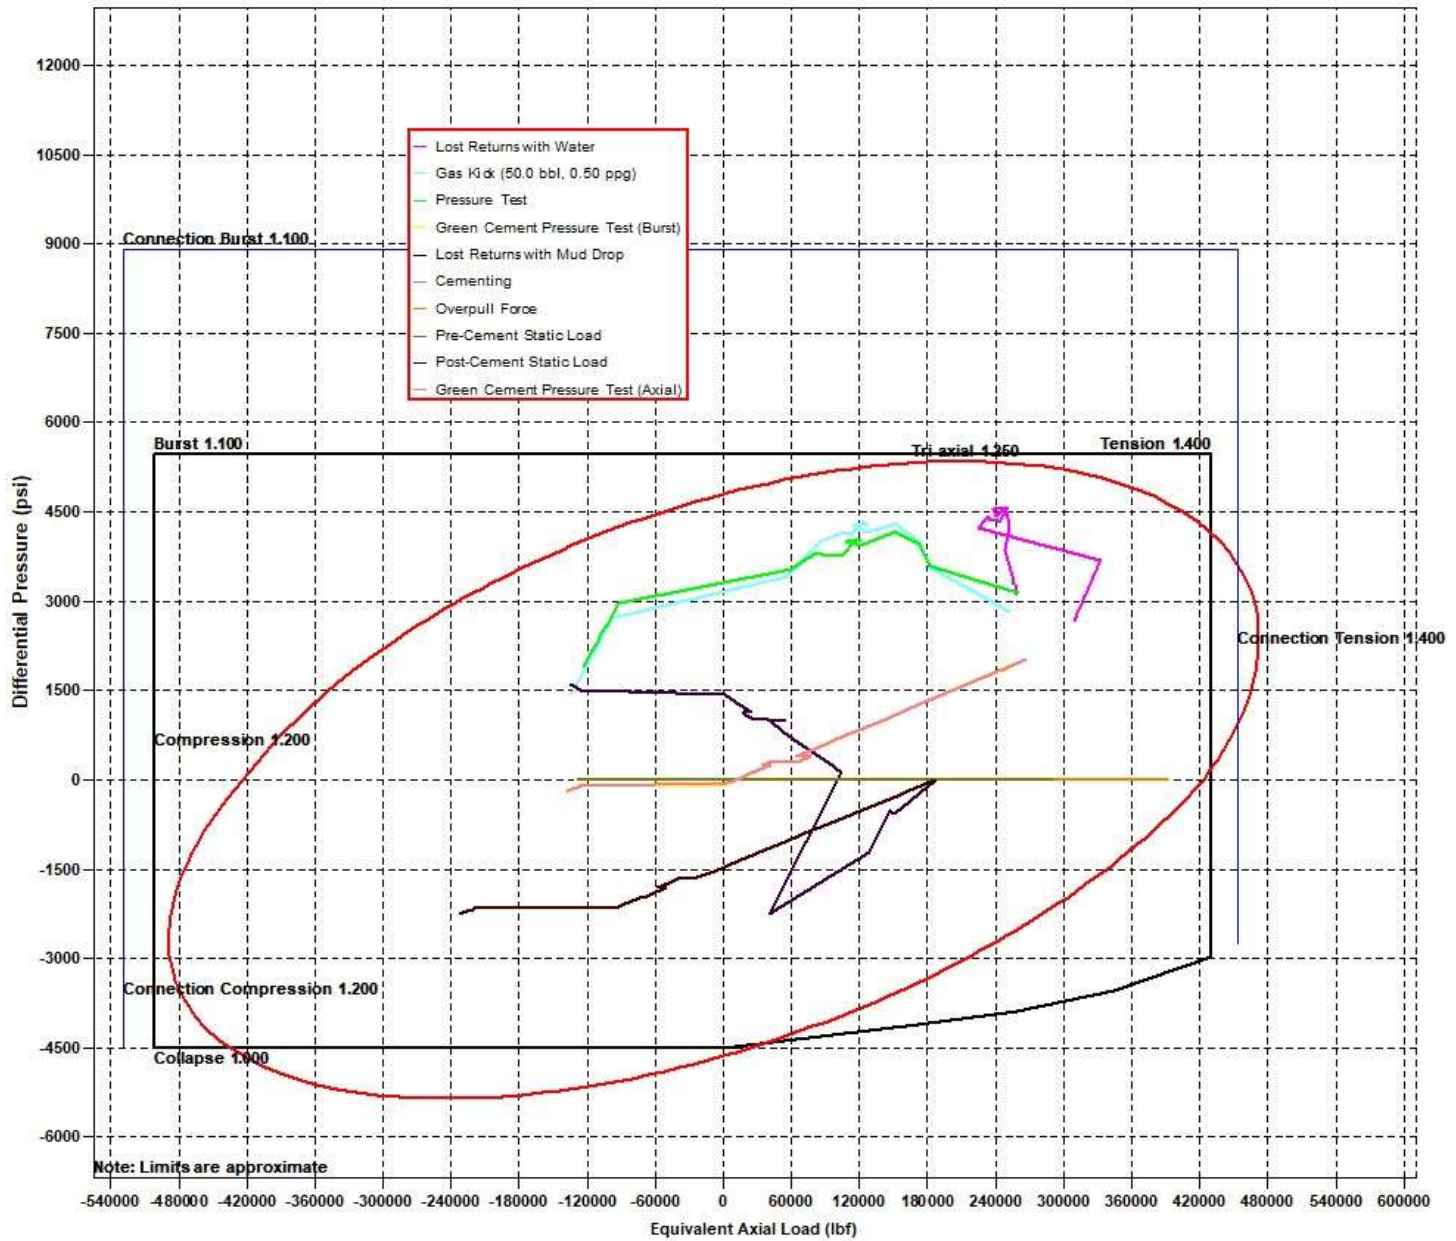 12000
10500
9000
7500
6000
4500
3000
1500
0
-1500
-3000
-4500
-6000
Differential Pressure (psi)
Lost Returns with Water
Gas Kick (50.0 bbl, 0.50 ppg)
Pressure Test
Green Cement Pressure Test (Burst)
Lost Returns with Mud Drop
Cementing
Overpull Force
Pre-Cement Static Load
Post-Cement Static Load
Green Cement Pressure Test (Axial)
Connection Burst 1.100
Burst 1.100
Tri-axial 1.250
Tension 1.400
Connection Tension 1.400
Compression 1.200
Connection Compression 1.200
Collapse 1.000
Note: Limits are approximate
-540000 -480000 -420000 -360000 -300000 -240000 -180000 -120000 -60000 0 60000 120000 180000 240000 300000 360000 420000 480000 540000 600000
Equivalent Axial Load (lbf)